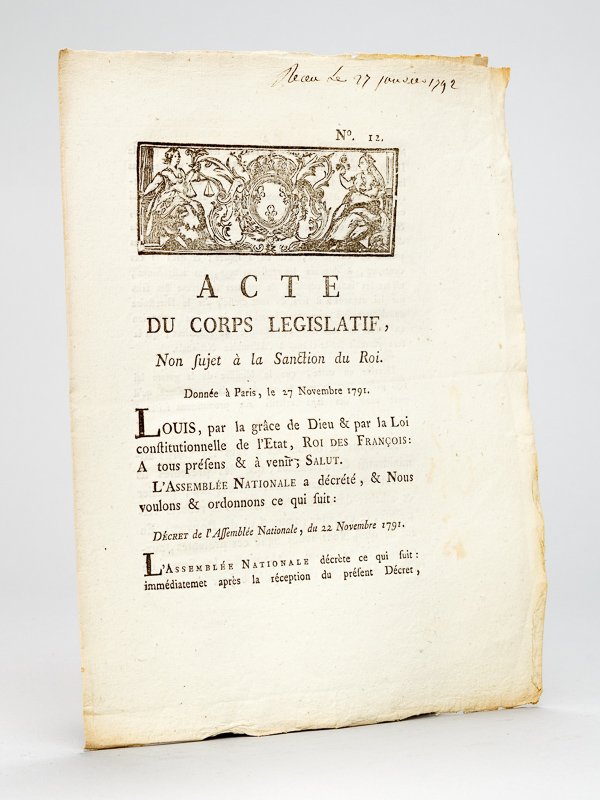 Recu Le 27 janvier 1792
Nº. 12.
ACTE
DU CORPS LEGISLATIF,
Non ſujet à la Sanction du Roi.
Donnée à Paris, le 27 Novembre 1791.
LOUIS, par la grâce de Dieu & par la Loi
conſtitutionnelle de l'Etat, ROI DES FRANÇOIS:
A tous préſens & à venir; SALUT.
L'ASSEMBLÉE NATIONALE a décrété, & Nous
voulons & ordonnons ce qui ſuit:
DÉCRET de l'Aſſemblée Nationale, du 22 Novembre 1791.
L'ASSEMBLÉE NATIONALE décrète ce qui ſuit:
immédiatemet après la réception du préſent Décret,